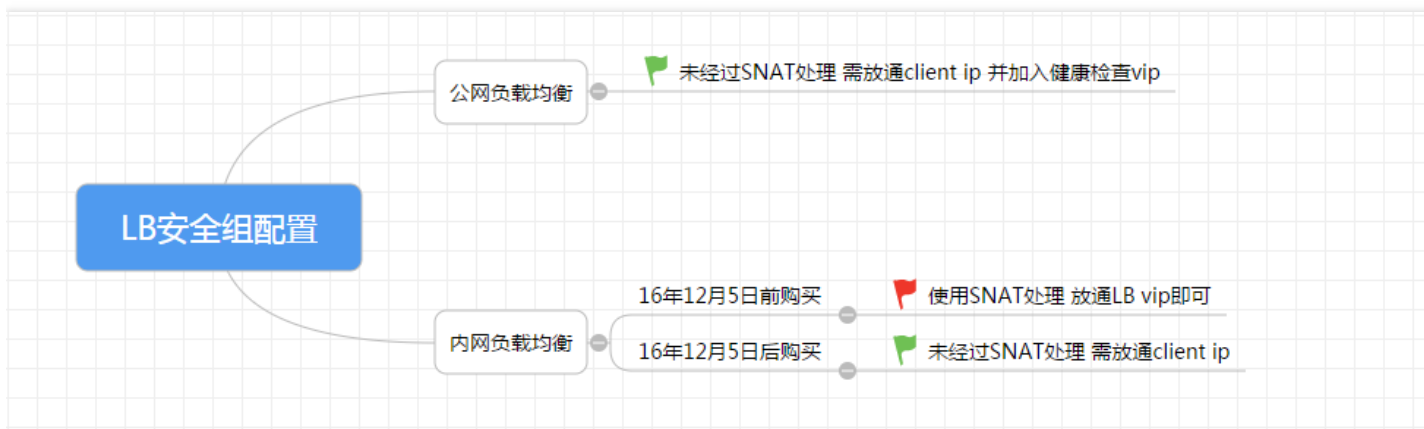 未经过SNAT处理 需放通client ip 并加入健康检查vip
公网负载均衡
LB安全组配置
16年12月5日前购买
使用SNAT处理 放通LB vip即可
内网负载均衡
16年12月5日后购买
未经过SNAT处理 需放通client ip